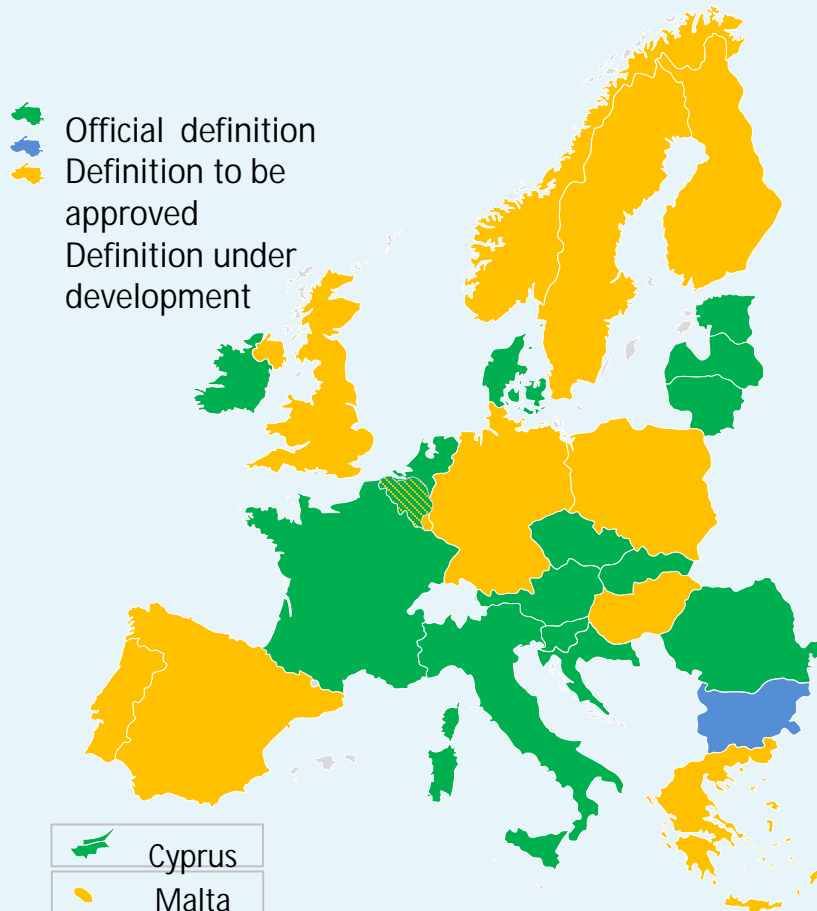 Official definition
Definition to be
approved
Definition under
development
Cyprus
Malta